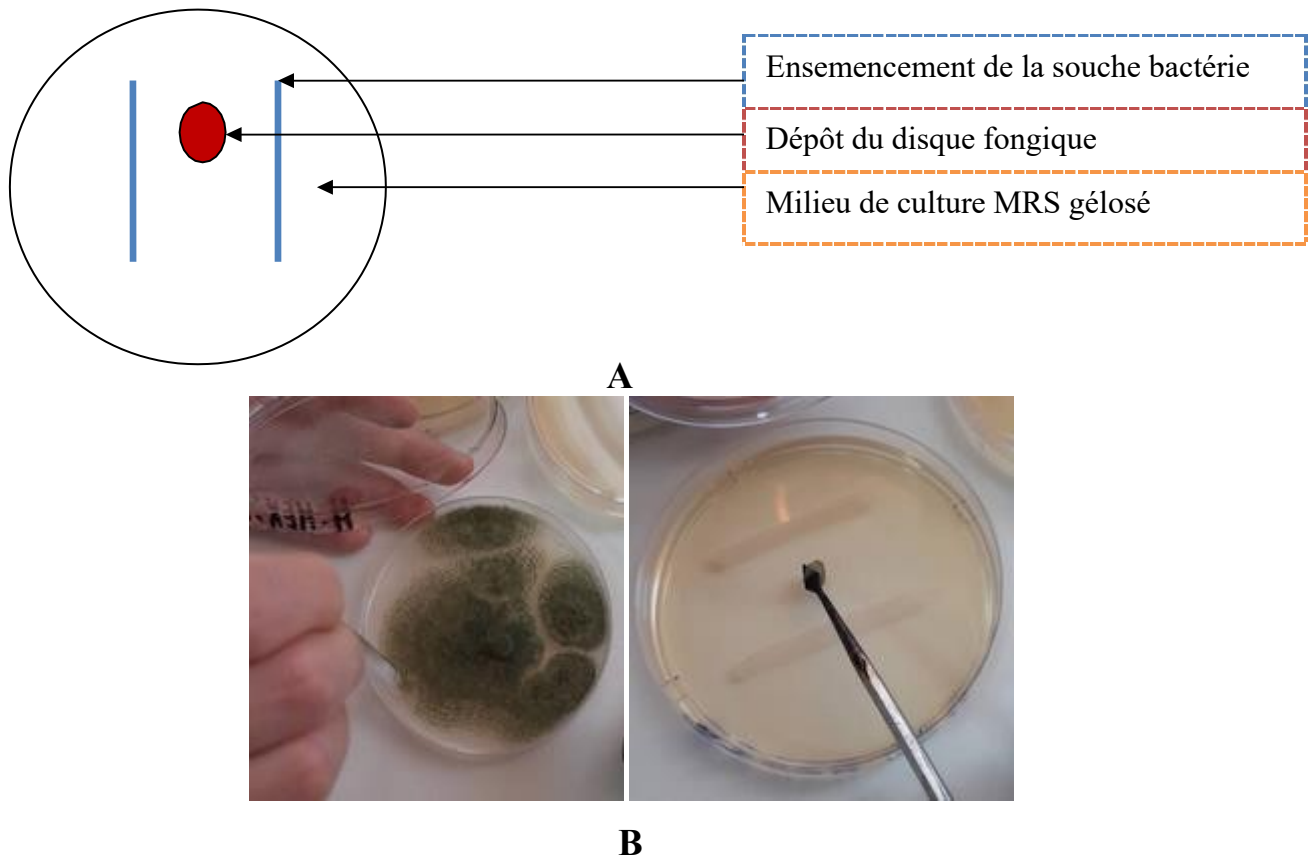 Ensemencement de la souche bactérie
Dépôt du disque fongique
Milieu de culture MRS gélosé
A
B